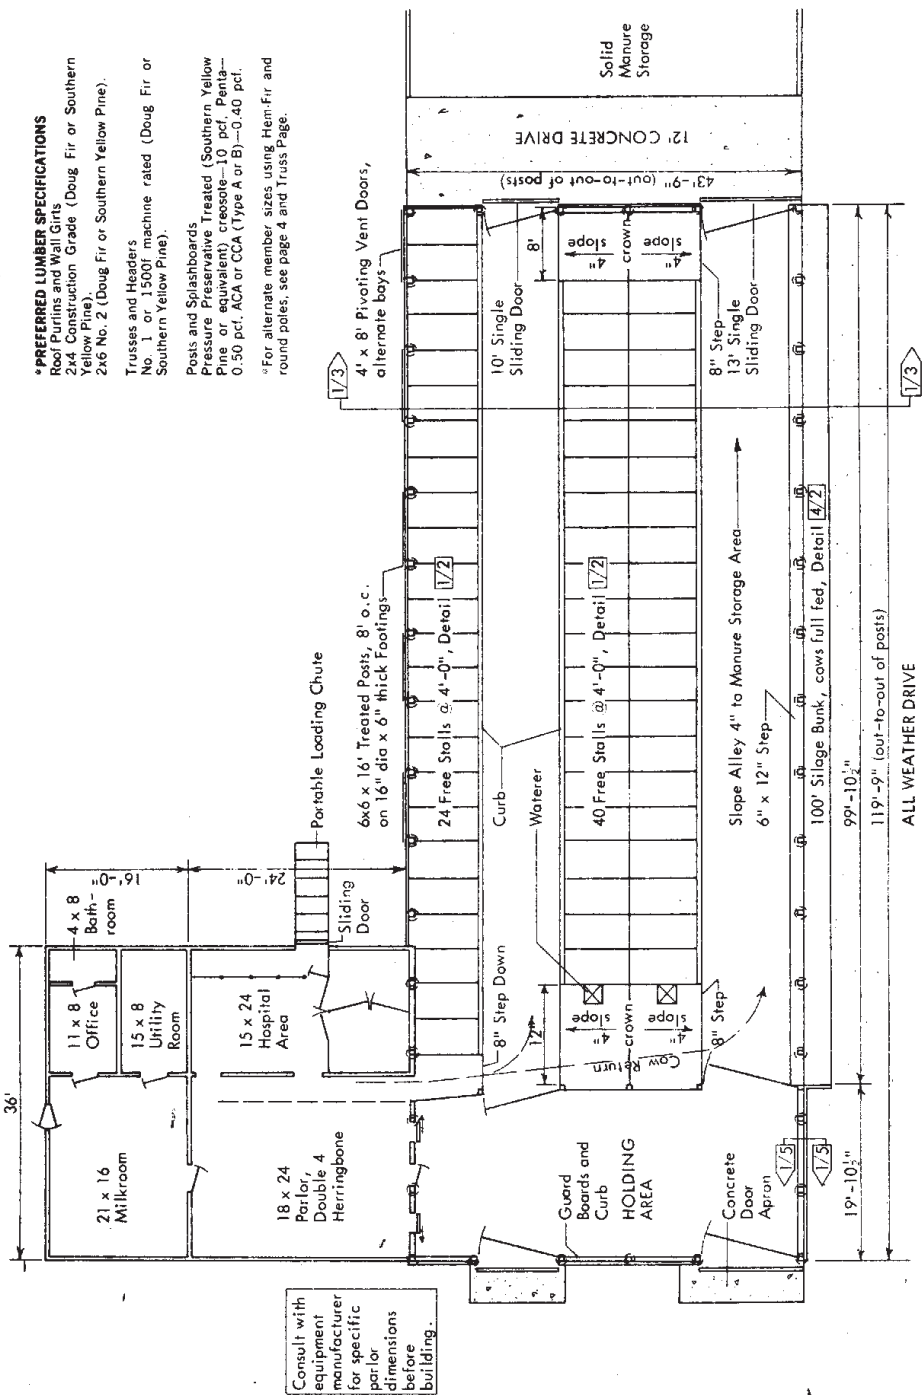 *PREFERRED LUMBER SPECIFICATIONS
Roof Purlins and Wall Girts
2x4 Construction Grade (Doug Fir or Southern
Yellow Pine).
2x6 No. 2 (Doug Fir or Southern Yellow Pine).
Trusses and Headers
No. 1 or 1500f machine rated (Doug Fir or
Southern Yellow Pine).
Posts and Splashboards
Pressure Preservative Treated (Southern Yellow
Pine or equivalent) creosote—10 pcf, Penta—
0.50 pcf, ACA or CCA (Type A or B)—0.40 pcf.
*For alternate member sizes using Hem-Fir and
round poles, see page 4 and Truss Page.
36'
21 x 16
Milkroom
11 x 8
Office
4 x 8
Bath-
room
15 x 8
Utility
Room
16'-0"
24'-0"
18 x 24
Parlor,
Double 4
Herringbone
15 x 24
Hospital
Area
Sliding
Door
Portable Loading Chute
Consult with
equipment
manufacturer
for specific
parlor
dimensions
before
building.
6x6 x 16' Treated Posts, 8' o.c.
on 16" dia x 6" thick Footings
4' x 8' Pivoting Vent Doors,
alternate bays
1/3
24 Free Stalls @ 4'-0", Detail 1/2
8" Step Down
Curb
10' Single
Sliding Door
12"
Waterer
8'
Guard
Boards and
Curb
HOLDING
AREA
Cow Return
4"
slope
crown
4"
slope
40 Free Stalls @ 4'-0", Detail 1/2
4"
slope
crown
4"
slope
43'-9" (out-to-out of posts)
12' CONCRETE DRIVE
Solid
Manure
Storage
8" Step
8" Step
13' Single
Sliding Door
Concrete
Door
Apron
Slope Alley 4" to Manure Storage Area
6" x 12" Step
1/5
1/5
100' Silage Bunk, cows full fed, Detail 4/2
19'-10½"
99'-10½"
1/3
119'-9" (out-to-out of posts)
ALL WEATHER DRIVE